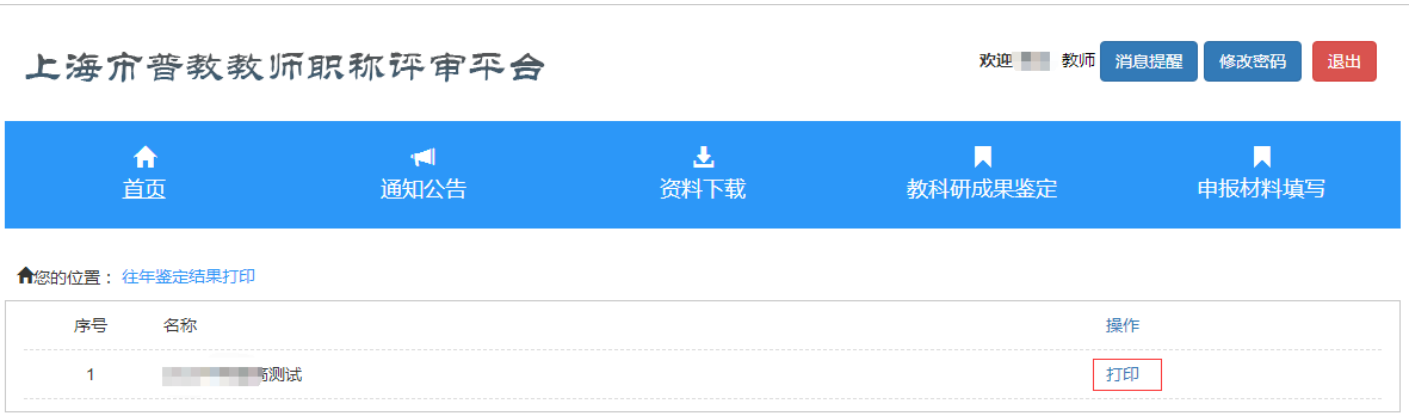 上海市普教教师职称评审平台
欢迎 教师 消息提醒 修改密码 退出
首页 通知公告 资料下载 教科研成果鉴定 申报材料填写
您的位置： 往年鉴定结果打印
序号 名称 操作
1 测试 打印